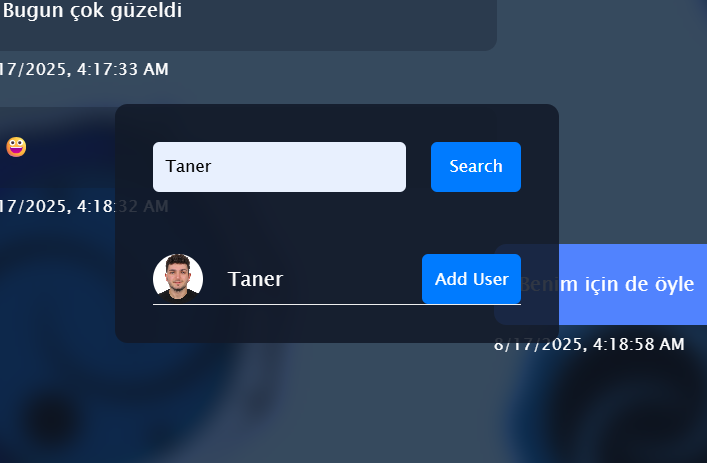 Bugun çok güzeldi
17/2025, 4:17:33 AM
Taner
Search
17/2025, 4:18:32 AM
Taner
Add User
Benim için de öyle
8/17/2025, 4:18:58 AM